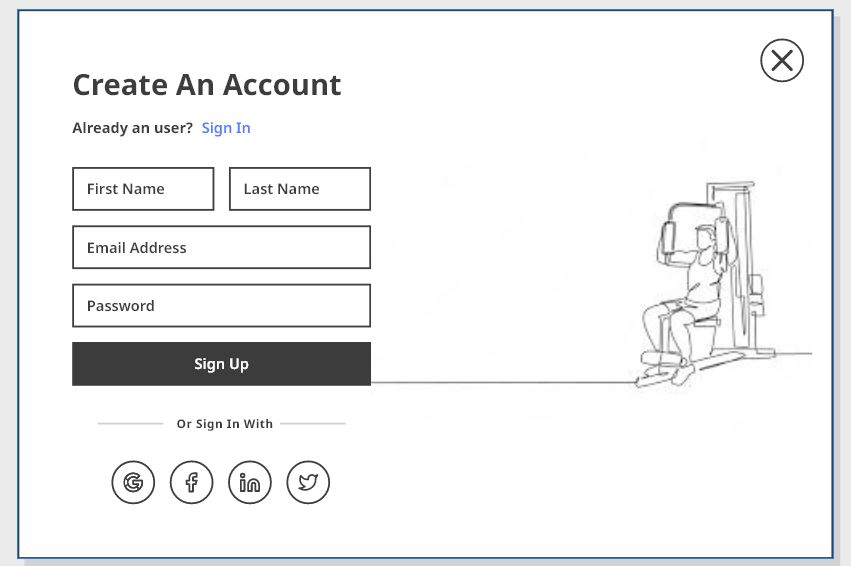 Create An Account
Already an user? Sign In
First Name Last Name
Email Address
Password
Sign Up
Or Sign In With